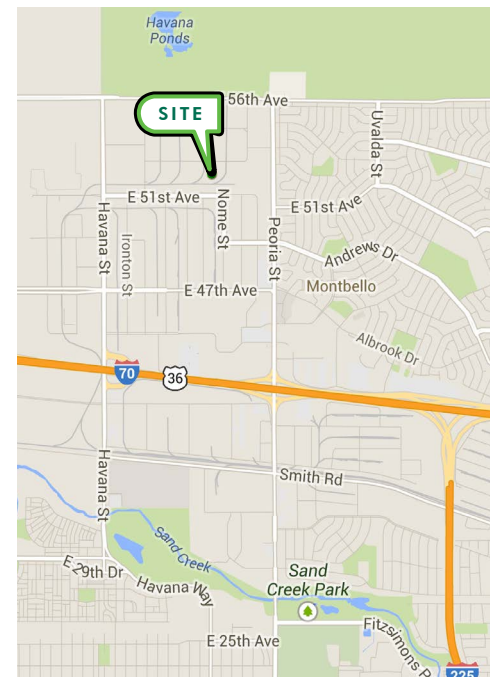 Havana
Ponds
56th Ave
SITE
Uvalda St
E 51st Ave
E 51st Ave
Nome St
Havana St
Peoria St
Ironton St
Andrews Dr
E 47th Ave
Montbello
Albrook Dr
70
36
Smith Rd
Havana St
Sand Creek
E 29th Dr
Havana Way
Sand
Creek Park
E 25th Ave
Fitzsimons P
225